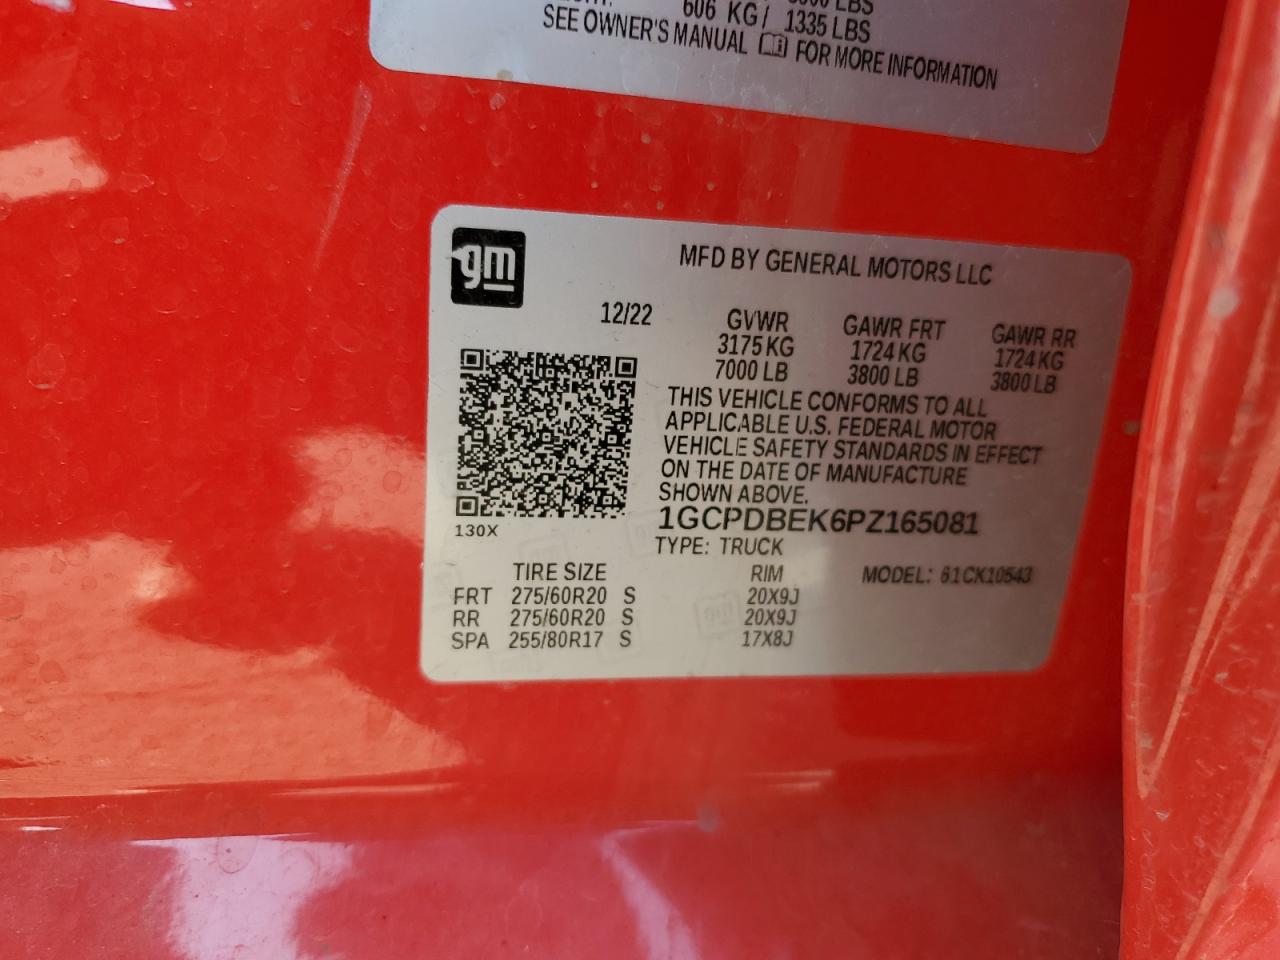 606 KG / 1335 LBS
SEE OWNER'S MANUAL FOR MORE INFORMATION
gm
MFD BY GENERAL MOTORS LLC
12/22
GVWR GAWR FRT GAWR RR
3175 KG 1724 KG 1724 KG
7000 LB 3800 LB 3800 LB
THIS VEHICLE CONFORMS TO ALL
APPLICABLE U.S. FEDERAL MOTOR
VEHICLE SAFETY STANDARDS IN EFFECT
ON THE DATE OF MANUFACTURE
SHOWN ABOVE.
1GCPDBEK6PZ165081
130X
TYPE: TRUCK
TIRE SIZE RIM MODEL: 61CK10543
FRT 275/60R20 S 20X9J
RR 275/60R20 S 20X9J
SPA 255/80R17 S 17X8J